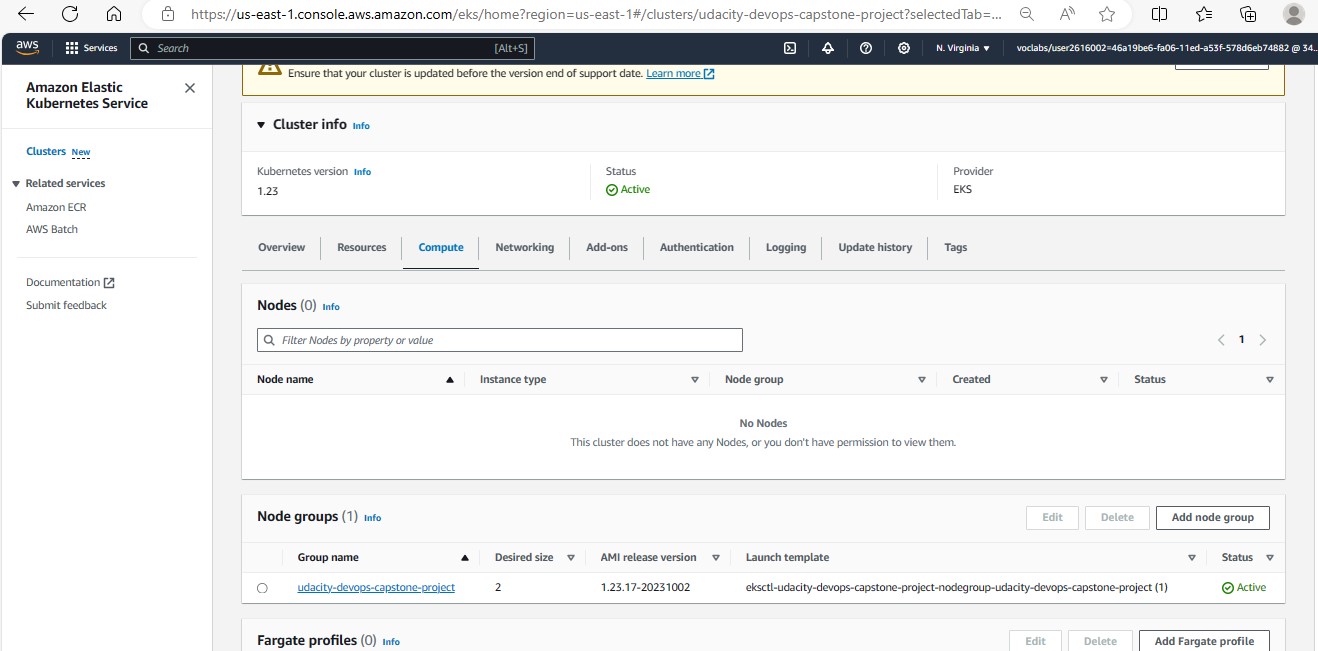 https://us-east-1.console.aws.amazon.com/eks/home?region=us-east-1#/clusters/udacity-devops-capstone-project?selectedTab=...
aws Services Search [Alt+S] N. Virginia voclabs/user2616002=46a19be6-fa06-11ed-a53f-578d6eb74882 @ 34...
Amazon Elastic
Kubernetes Service
Clusters New
Related services
Amazon ECR
AWS Batch
Documentation
Submit feedback
Ensure that your cluster is updated before the version end of support date. Learn more
Cluster info Info
Kubernetes version Info Status Provider
1.23 Active EKS
Overview Resources Compute Networking Add-ons Authentication Logging Update history Tags
Nodes (0) Info
Filter Nodes by property or value 1
Node name Instance type Node group Created Status
No Nodes
This cluster does not have any Nodes, or you don't have permission to view them.
Node groups (1) Info Edit Delete Add node group
Group name Desired size AMI release version Launch template Status
udacity-devops-capstone-project 2 1.23.17-20231002 eksctl-udacity-devops-capstone-project-nodegroup-udacity-devops-capstone-project (1) Active
Fargate profiles (0) Info Edit Delete Add Fargate profile